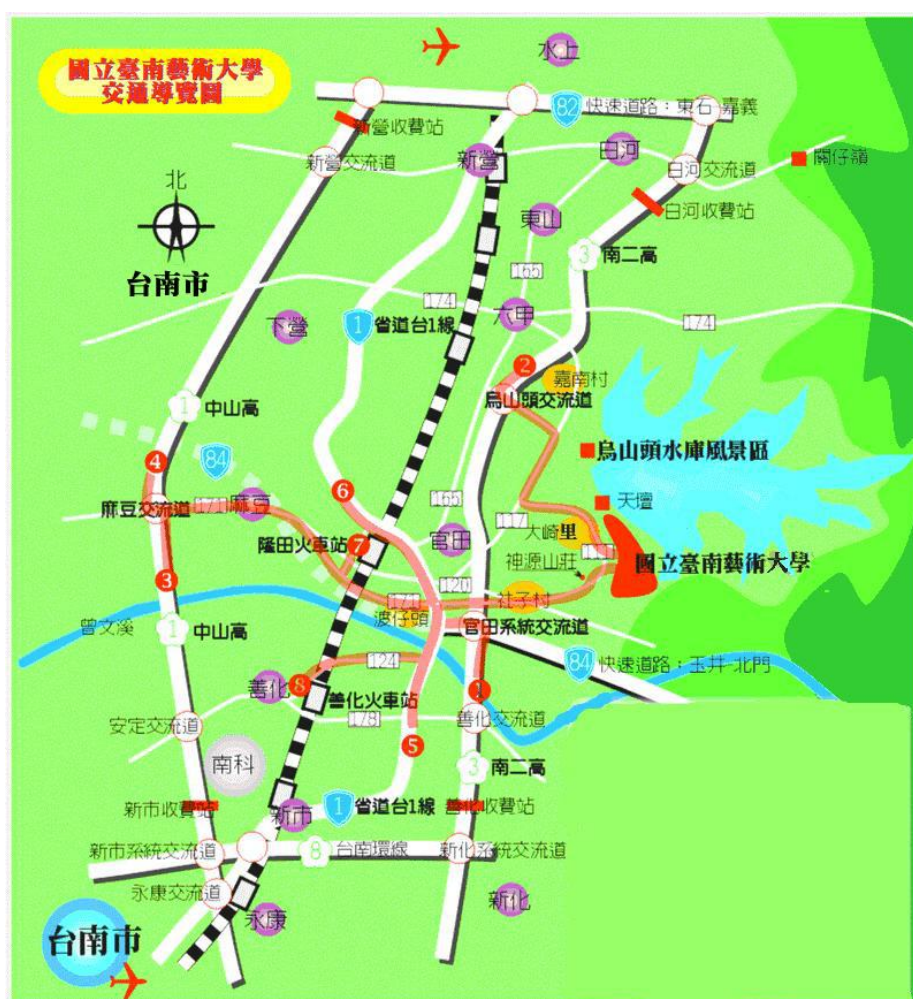 國立臺南藝術大學
交通導覽圖
水上
82
快速道路：東石 嘉義
新營收費站
新營交流道
新營
白河
白河交流道
關仔嶺
白河收費站
北
台南市
東山
3
南二高
165
174
六甲
174
下營
1
省道台1線
2
嘉南村
烏山頭交流道
1
中山高
烏山頭水庫風景區
4
84
6
麻豆交流道
171
麻豆
165
117
天壇
大崎里
隆田火車站
7
官田
神源山莊
國立臺南藝術大學
3
120
171
社子村
渡仔頭
曾文溪
1
中山高
官田系統交流道
124
84
快速道路：玉井-北門
善化
8
善化火車站
1
178
善化交流道
安定交流道
5
南科
3
南二高
新市收費站
新市
1
省道台1線
善化收費站
新市系統交流道
8
台南環線
新化系統交流道
永康交流道
新化
永康
台南市